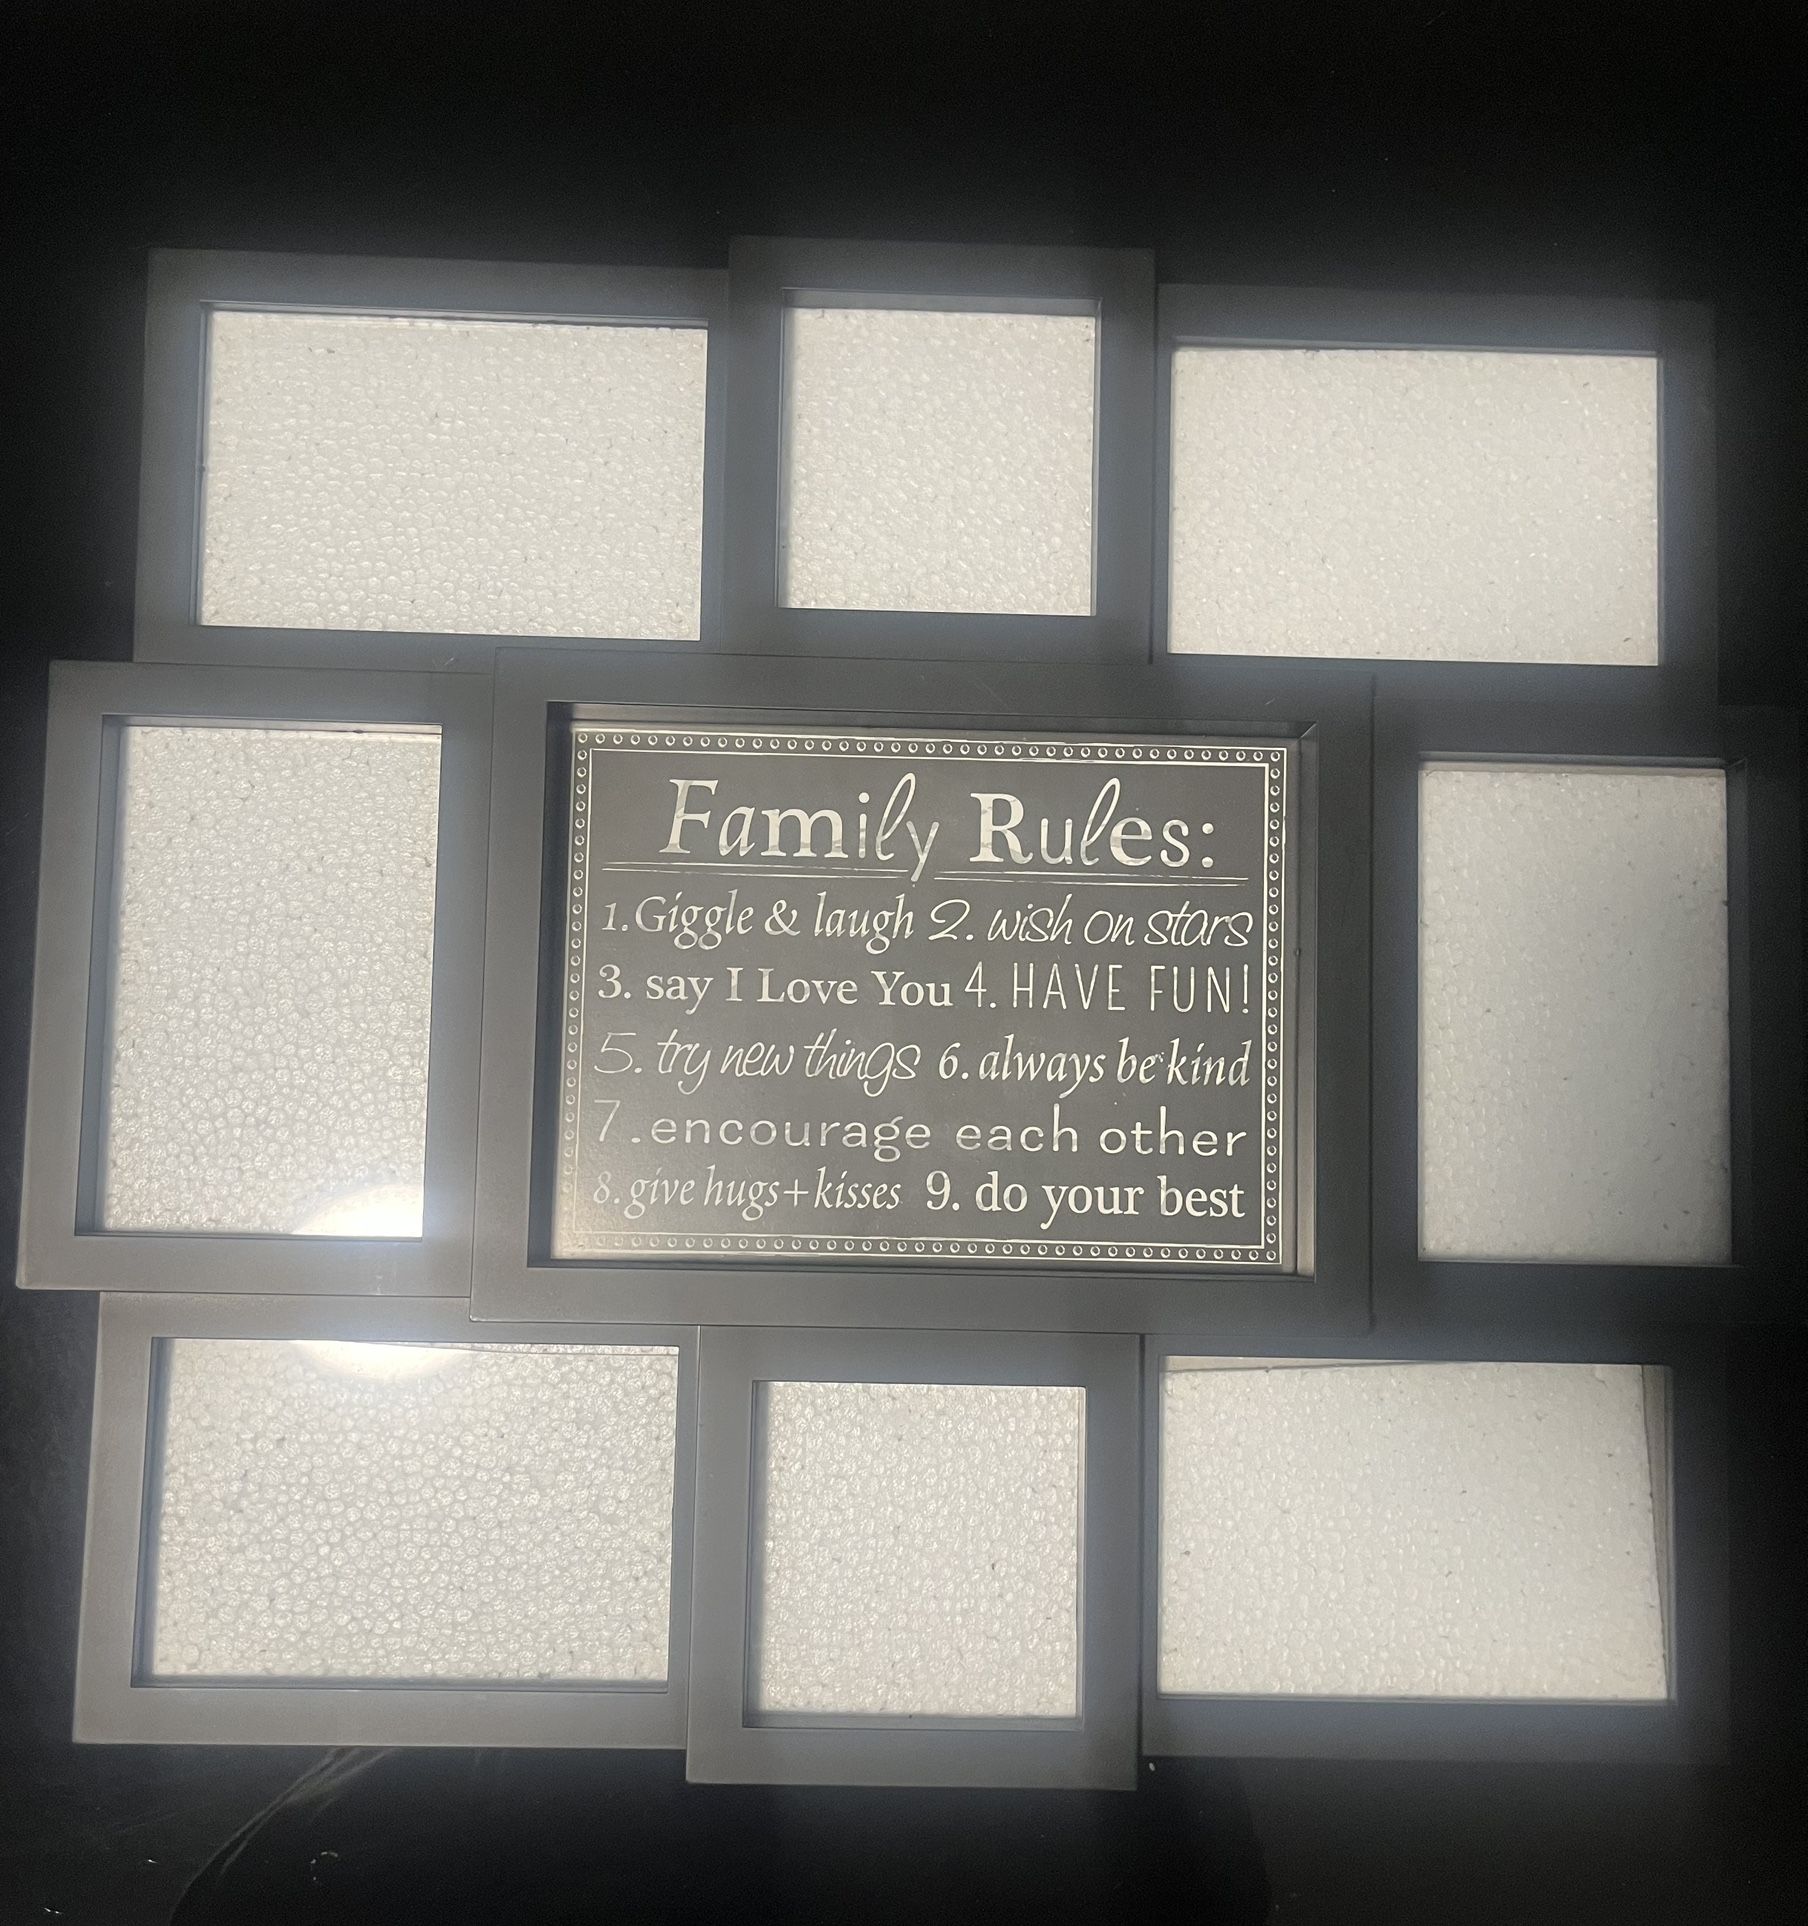 Family Rules:
1. Giggle & laugh 2. wish on stars
3. say I Love You 4. HAVE FUN!
5. try new things 6. always be kind
7. encourage each other
8. give hugs+kisses 9. do your best